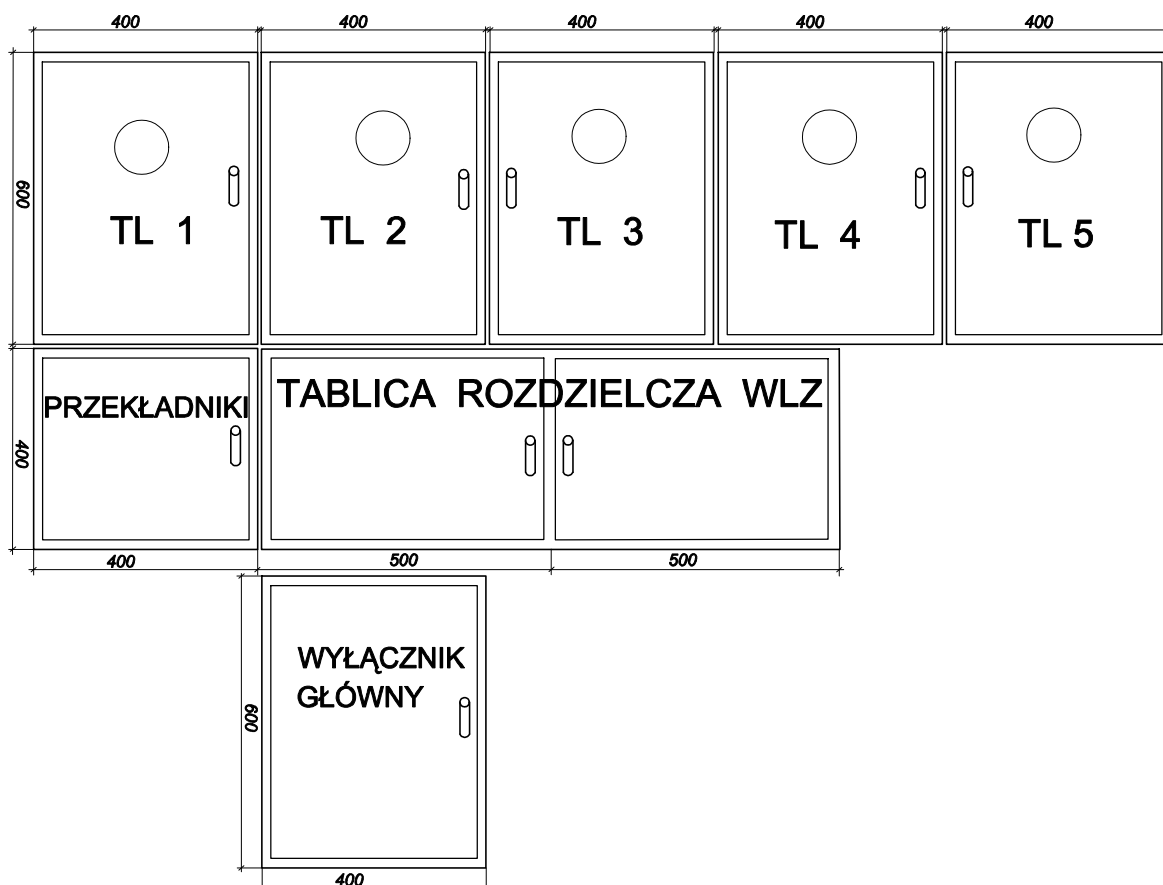 400 400 400 400 400
600
TL 1 TL 2 TL 3 TL 4 TL 5
PRZEKŁADNIKI
TABLICA ROZDZIELCZA WLZ
400
400 500 500
WYŁĄCZNIK
GŁÓWNY
600
400